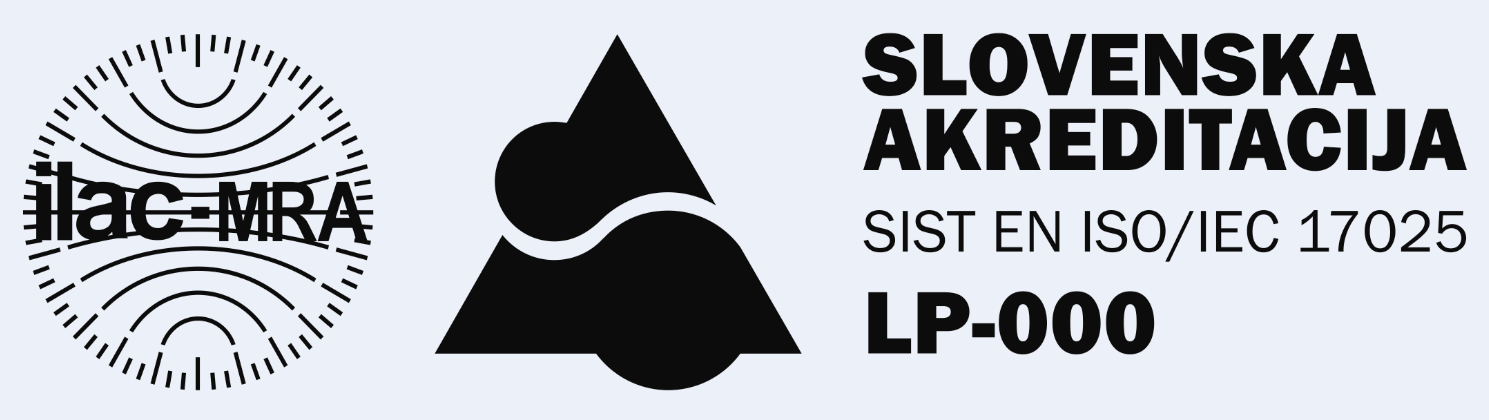 ilac-MRA
SLOVENSKA
AKREDITACIJA
SIST EN ISO/IEC 17025
LP-000